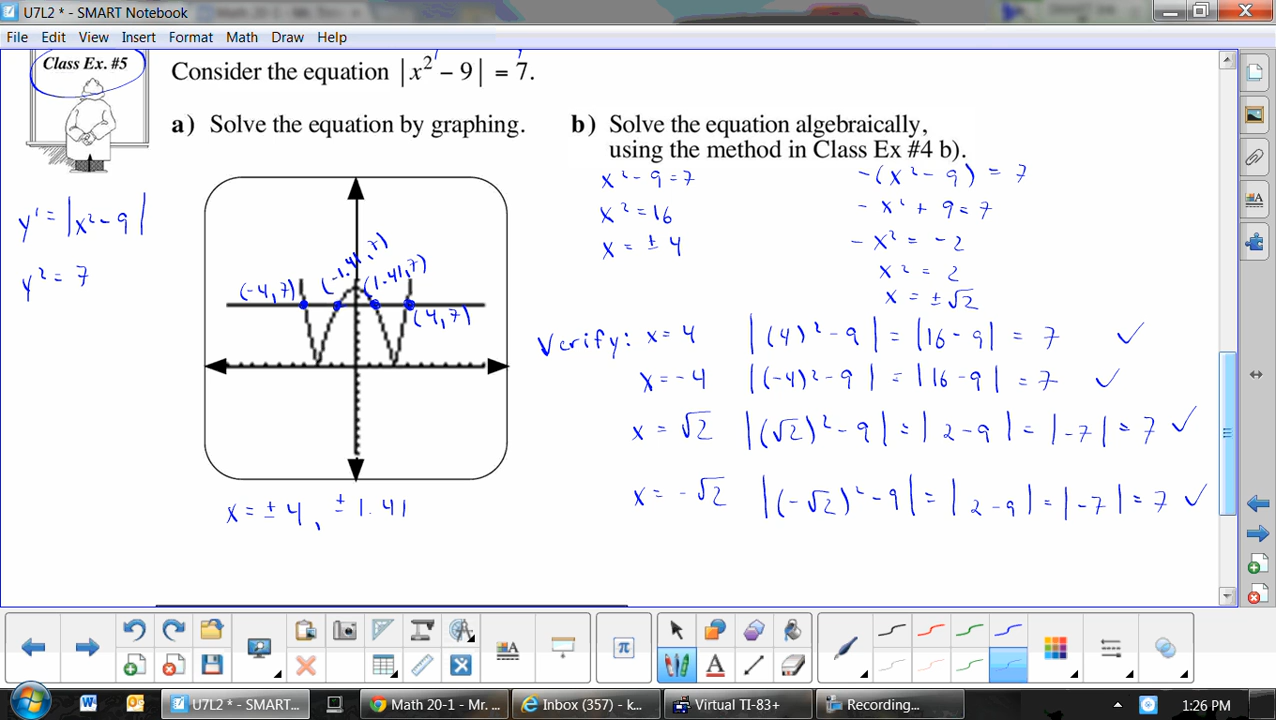 U7L2 * - SMART Notebook
File Edit View Insert Format Math Draw Help
Class Ex. #5
Consider the equation |x² − 9| = 7.
a) Solve the equation by graphing.
b) Solve the equation algebraically,
using the method in Class Ex #4 b).
y¹ = |x² - 9|
y² = 7
(-4,7)
(-1.41,7)
(1.41,7)
(4,7)
x = ± 4, ± 1.41
x² - 9 = 7
x² = 16
x = ± 4
-(x² - 9) = 7
- x² + 9 = 7
- x² = -2
x² = 2
x = ±√2
Verify: x = 4 |(4)² - 9| = |16 - 9| = 7 ✓
x = -4 |(-4)² - 9| = |16 - 9| = 7 ✓
x = √2 |(√2)² - 9| = |2 - 9| = |-7| = 7 ✓
x = -√2 |(-√2)² - 9| = |2 - 9| = |-7| = 7 ✓
π
A
U7L2 * - SMART...
Math 20-1 - Mr. ...
Inbox (357) - k...
Virtual TI-83+
Recording...
1:26 PM